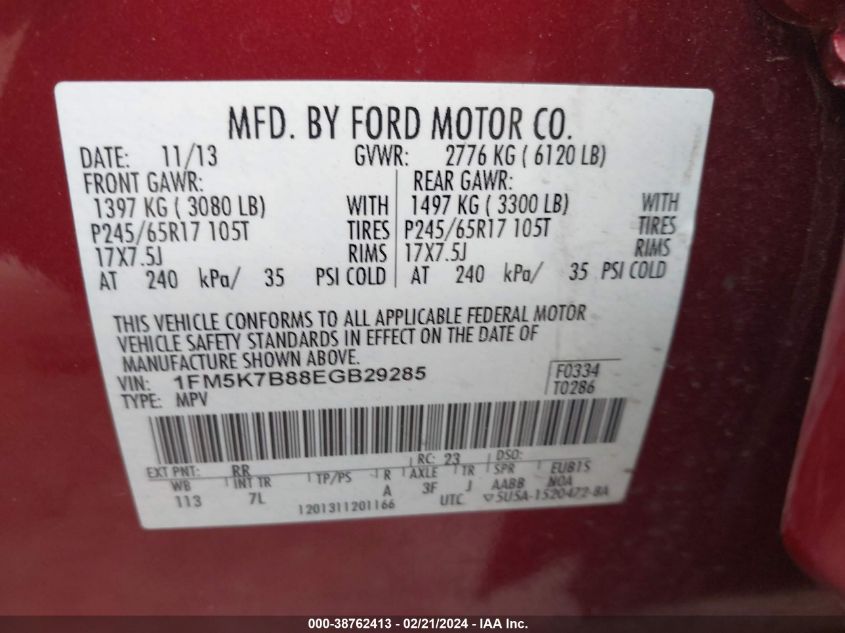 MFD. BY FORD MOTOR CO.
DATE: 11/13 GVWR: 2776 KG ( 6120 LB)
FRONT GAWR: REAR GAWR:
1397 KG ( 3080 LB) WITH 1497 KG ( 3300 LB) WITH
P245/65R17 105T TIRES P245/65R17 105T TIRES
17X7.5J RIMS 17X7.5J RIMS
AT 240 kPa/ 35 PSI COLD AT 240 kPa/ 35 PSI COLD
THIS VEHICLE CONFORMS TO ALL APPLICABLE FEDERAL MOTOR
VEHICLE SAFETY STANDARDS IN EFFECT ON THE DATE OF
MANUFACTURE SHOWN ABOVE.
VIN: 1FM5K7B88EGB29285 F0334
TYPE: MPV T0286
EXT PNT: RR RC: 23 DSO:
WB INT TR TP/PS R AXLE TR SPR EUB15
113 7L A 3F J AABB NOA
1201311201166 UTC ▽5U5A-1520472-BA
000-38762413 - 02/21/2024 - IAA Inc.